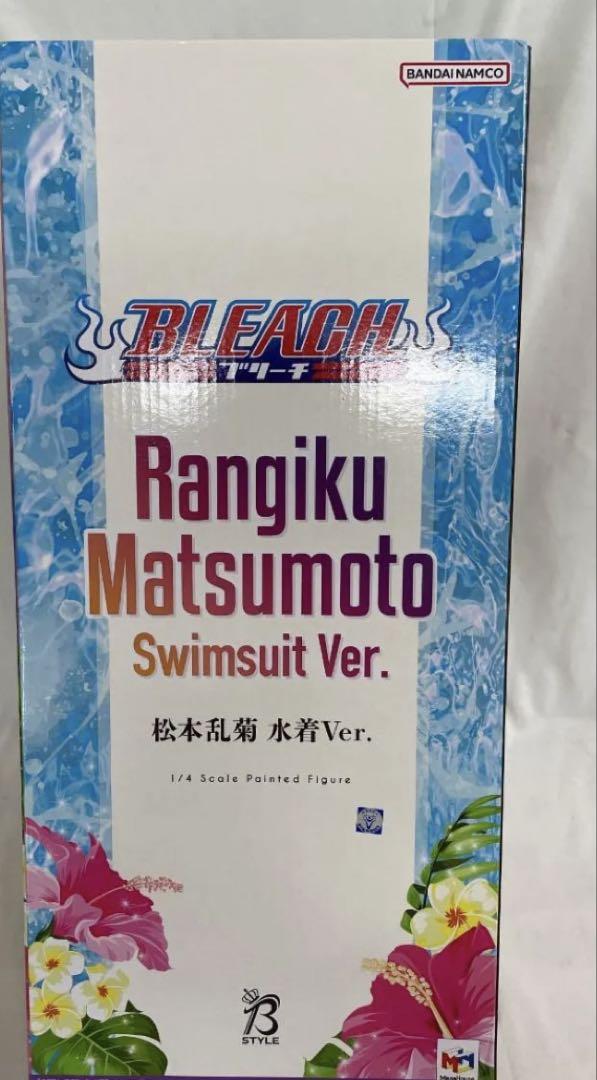 BANDAI NAMCO
BLEACH
ブリーチ
Rangiku
Matsumoto
Swimsuit Ver.
松本乱菊 水着Ver.
1/4 Scale Painted Figure
B
STYLE
MegaHouse